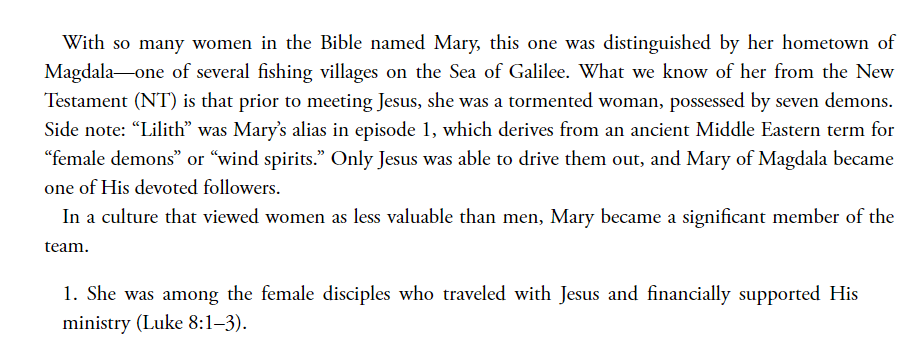 With so many women in the Bible named Mary, this one was distinguished by her hometown of
Magdala—one of several fishing villages on the Sea of Galilee. What we know of her from the New
Testament (NT) is that prior to meeting Jesus, she was a tormented woman, possessed by seven demons.
Side note: “Lilith” was Mary’s alias in episode 1, which derives from an ancient Middle Eastern term for
“female demons” or “wind spirits.” Only Jesus was able to drive them out, and Mary of Magdala became
one of His devoted followers.
In a culture that viewed women as less valuable than men, Mary became a significant member of the
team.
1. She was among the female disciples who traveled with Jesus and financially supported His
ministry (Luke 8:1–3).